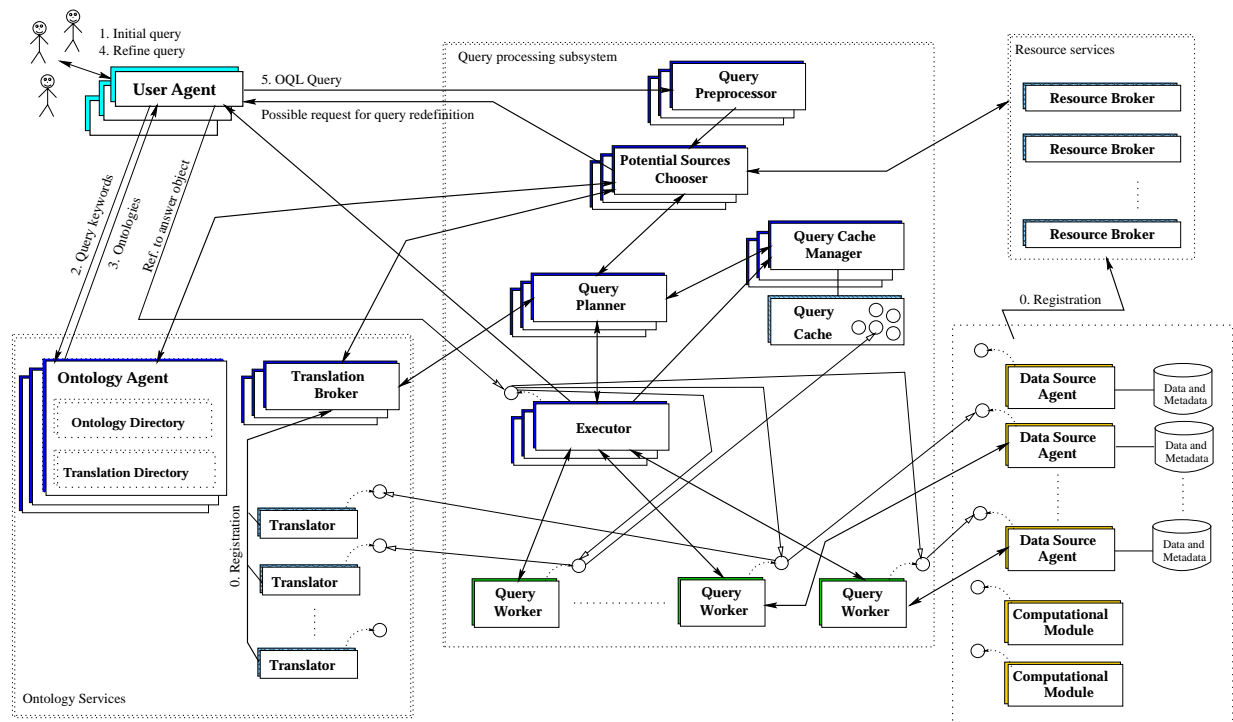 1. Initial query
4. Refine query
User Agent
5. OQL Query
Possible request for query redefinition
2. Query keywords
3. Ontologies
Ref. to answer object
Query processing subsystem
Query
Preprocessor
Potential Sources
Chooser
Query Cache
Manager
Query
Cache
Query
Planner
Executor
Query
Worker
Query
Worker
Query
Worker
Resource services
Resource Broker
Resource Broker
Resource Broker
0. Registration
Ontology Agent
Ontology Directory
Translation Directory
Translation
Broker
0. Registration
Translator
Translator
Translator
Ontology Services
Data Source
Agent
Data and
Metadata
Data Source
Agent
Data and
Metadata
Data Source
Agent
Data and
Metadata
Computational
Module
Computational
Module